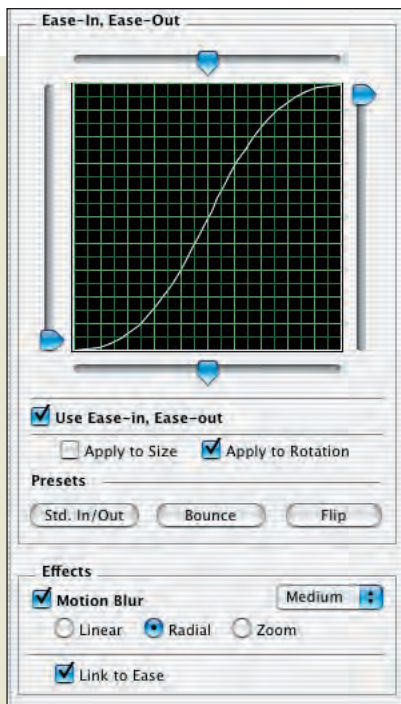 Ease-In, Ease-Out
Use Ease-in, Ease-out
Apply to Size Apply to Rotation
Presets
Std. In/Out Bounce Flip
Effects
Motion Blur Medium
Linear Radial Zoom
Link to Ease